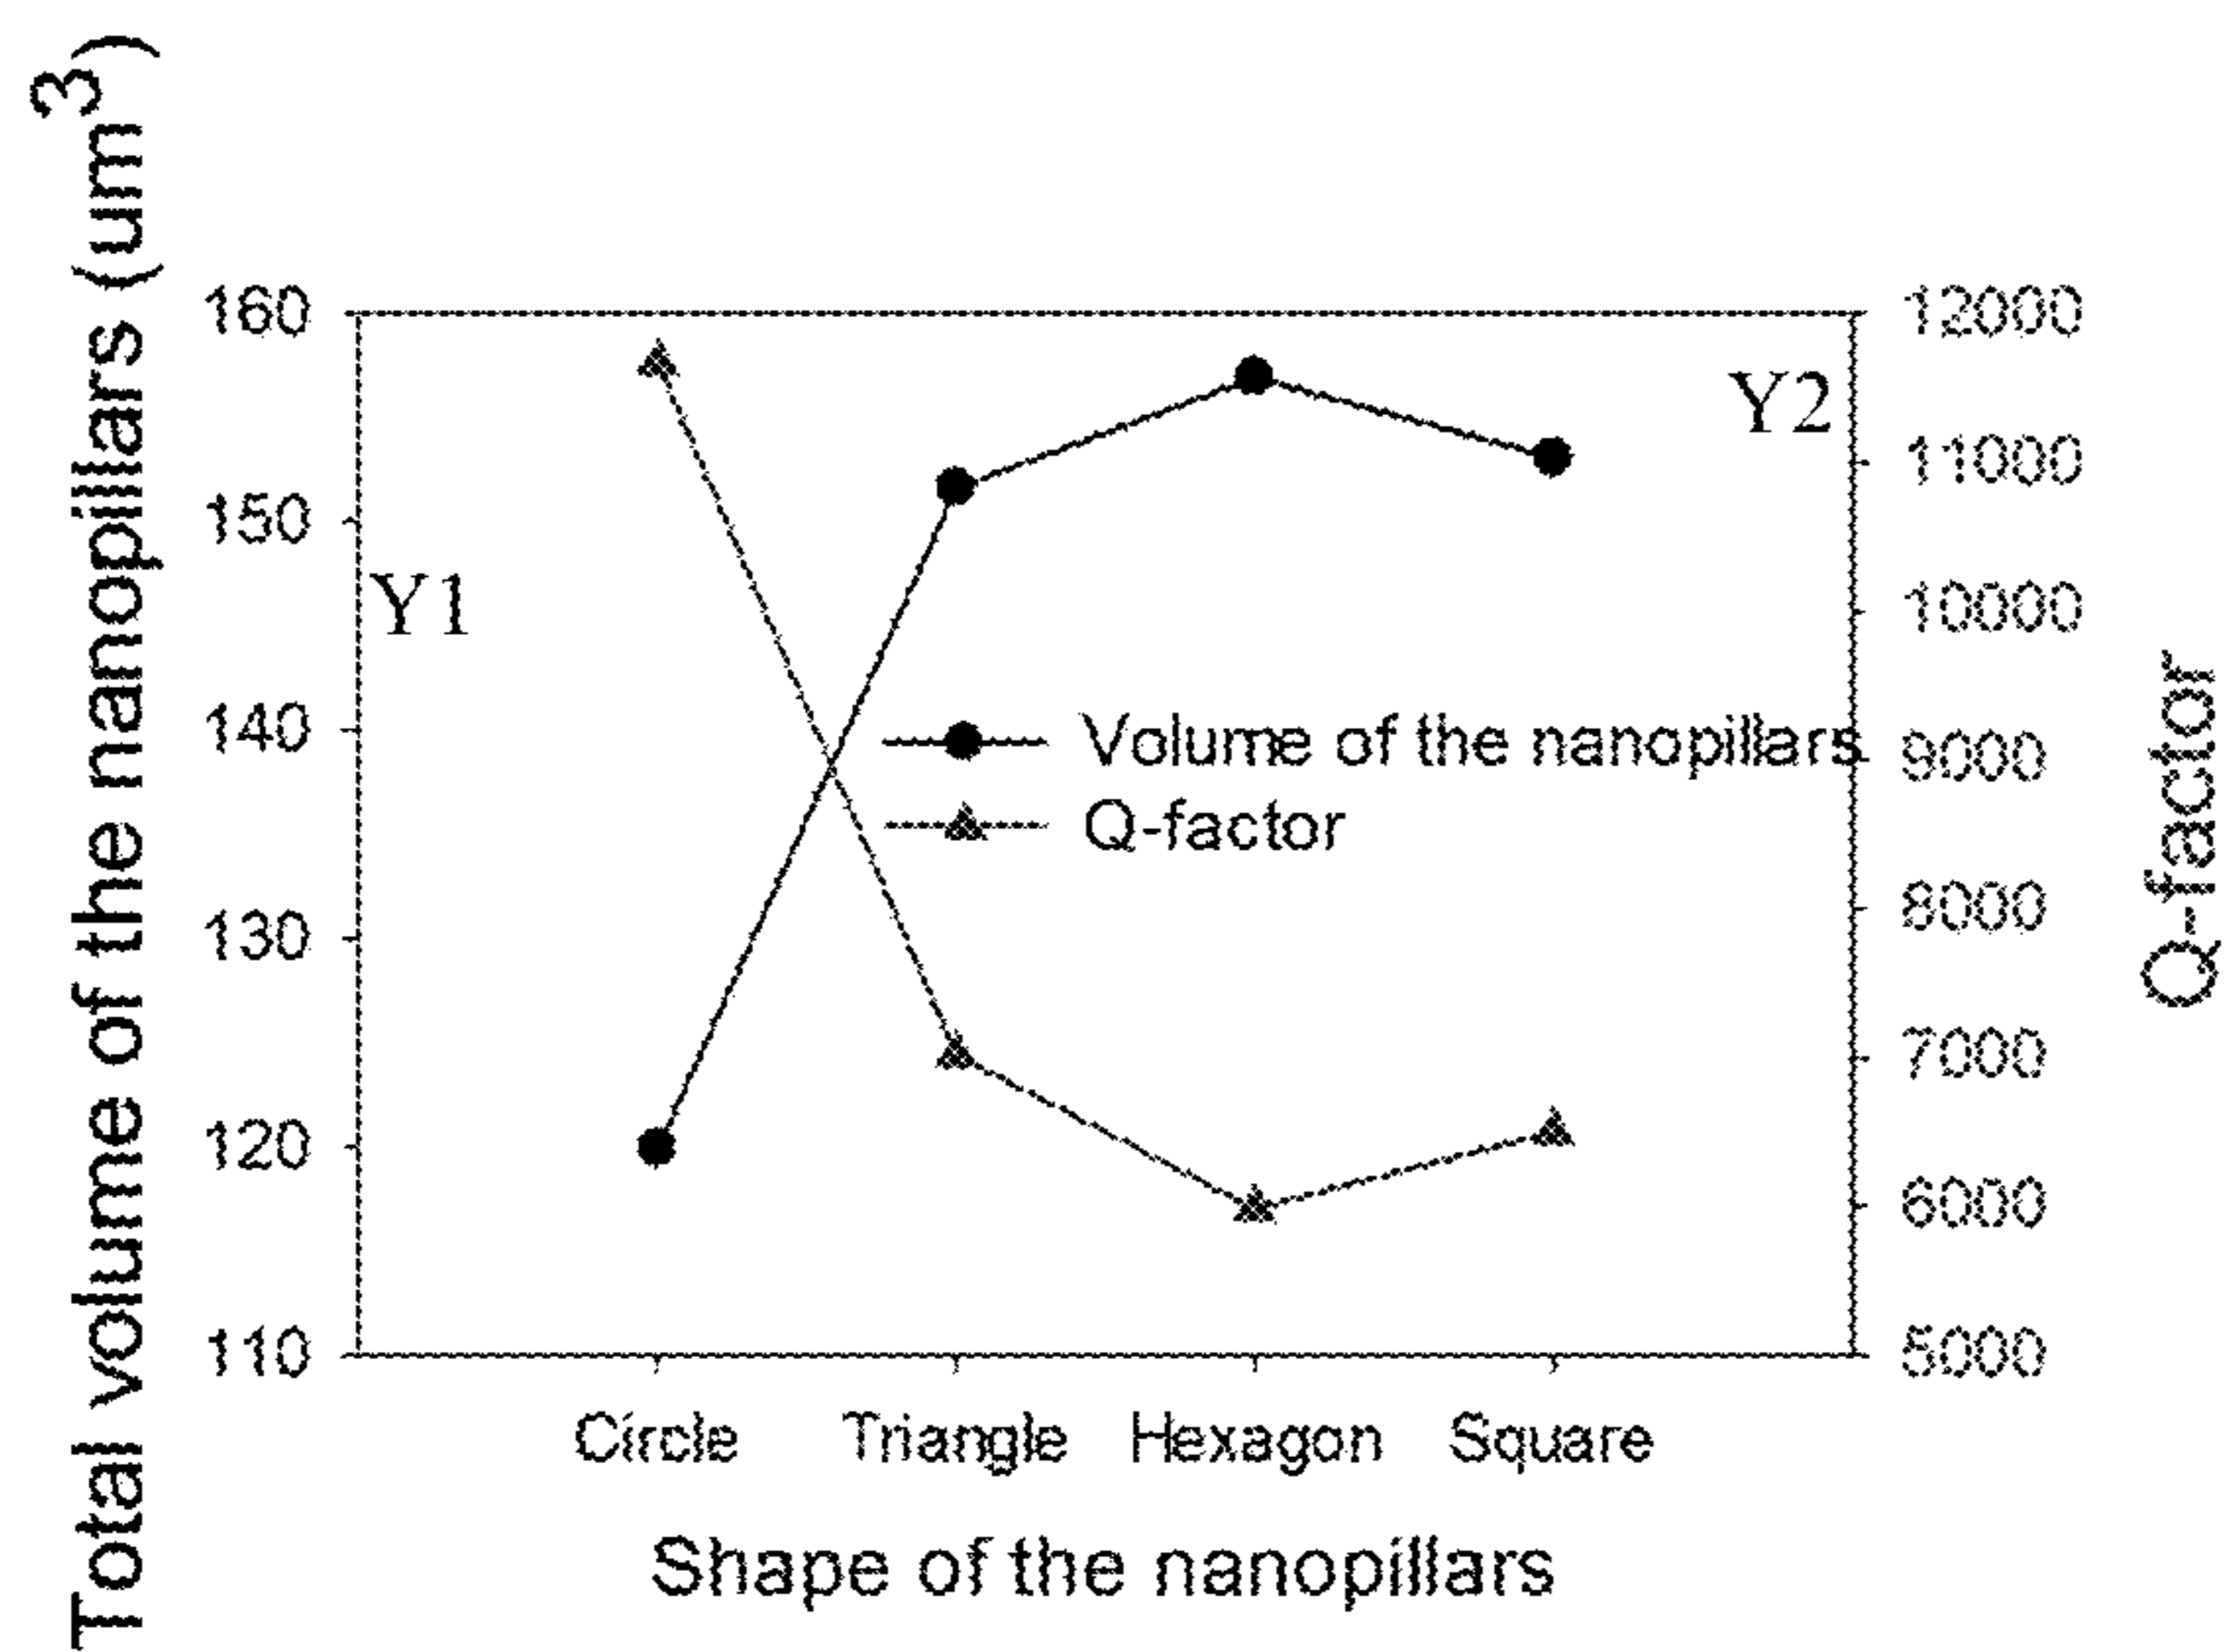 Total volume of the nanopillars (um³)
160
150
140
130
120
110
Y1
Y2
Volume of the nanopillars
Q-factor
12000
11000
10000
9000
8000
7000
6000
5000
Q-factor
Circle Triangle Hexagon Square
Shape of the nanopillars